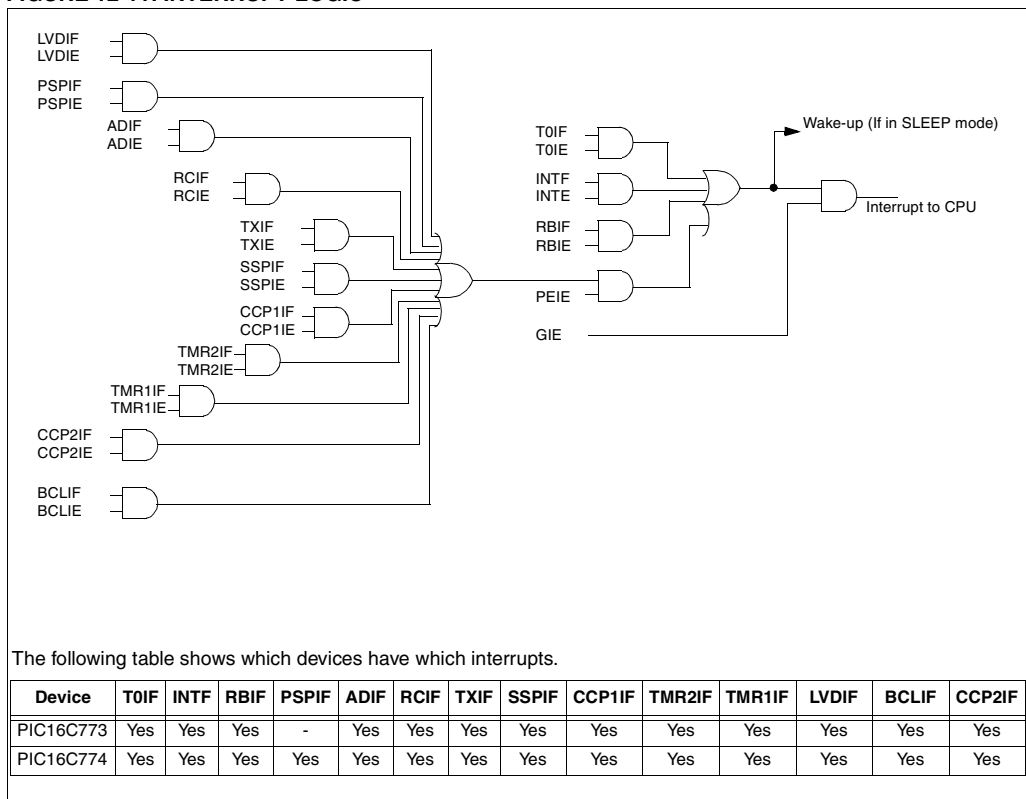 LVDIF
LVDIE
PSPIF
PSPIE
ADIF
ADIE
RCIF
RCIE
TXIF
TXIE
SSPIF
SSPIE
CCP1IF
CCP1IE
TMR2IF
TMR2IE
TMR1IF
TMR1IE
CCP2IF
CCP2IE
BCLIF
BCLIE
T0IF
T0IE
INTF
INTE
RBIF
RBIE
PEIE
GIE
Wake-up (If in SLEEP mode)
Interrupt to CPU
The following table shows which devices have which interrupts.
Device T0IF INTF RBIF PSPIF ADIF RCIF TXIF SSPIF CCP1IF TMR2IF TMR1IF LVDIF BCLIF CCP2IF
PIC16C773 Yes Yes Yes - Yes Yes Yes Yes Yes Yes Yes Yes Yes Yes
PIC16C774 Yes Yes Yes Yes Yes Yes Yes Yes Yes Yes Yes Yes Yes Yes